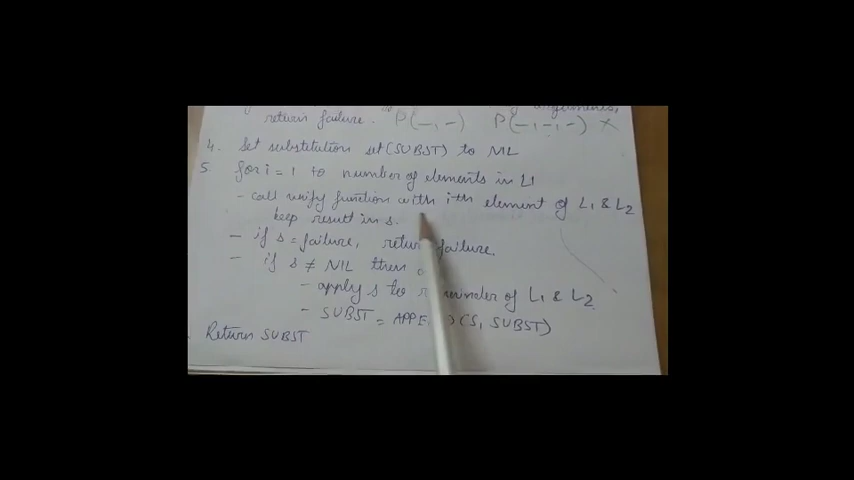 arguments,
return failure. P(—, —) P(—, —, —) X
4. Set substitution set (SUBST) to NIL
5. for i = 1 to number of elements in L1
- call unify function with ith element of L1 & L2
keep result in s.
- if s = failure, return failure.
- if s ≠ NIL then
- apply s to remainder of L1 & L2
- SUBST = APPEND (S, SUBST)
Return SUBST